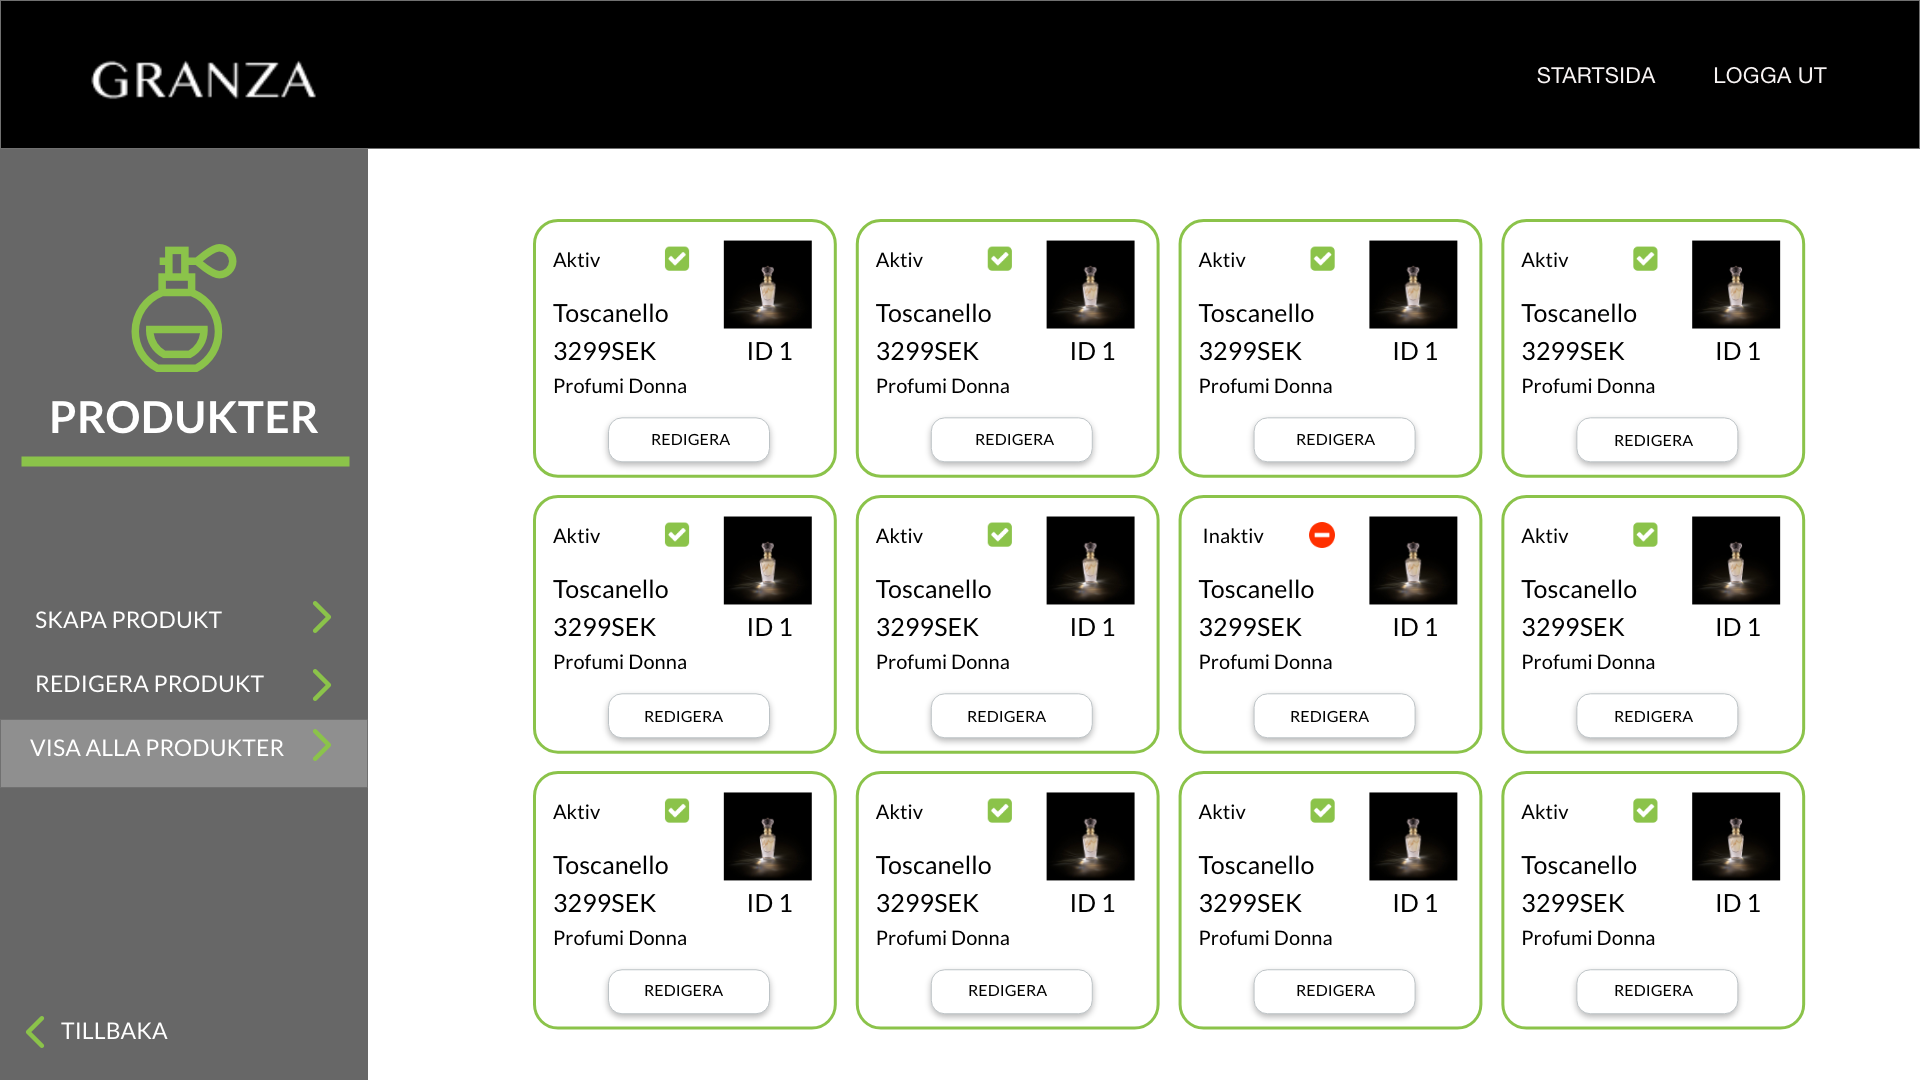 GRANZA
STARTSIDA LOGGA UT
PRODUKTER
SKAPA PRODUKT
REDIGERA PRODUKT
VISA ALLA PRODUKTER
TILLBAKA
Aktiv
Toscanello
3299SEK ID 1
Profumi Donna
REDIGERA
Aktiv
Toscanello
3299SEK ID 1
Profumi Donna
REDIGERA
Aktiv
Toscanello
3299SEK ID 1
Profumi Donna
REDIGERA
Aktiv
Toscanello
3299SEK ID 1
Profumi Donna
REDIGERA
Aktiv
Toscanello
3299SEK ID 1
Profumi Donna
REDIGERA
Aktiv
Toscanello
3299SEK ID 1
Profumi Donna
REDIGERA
Inaktiv
Toscanello
3299SEK ID 1
Profumi Donna
REDIGERA
Aktiv
Toscanello
3299SEK ID 1
Profumi Donna
REDIGERA
Aktiv
Toscanello
3299SEK ID 1
Profumi Donna
REDIGERA
Aktiv
Toscanello
3299SEK ID 1
Profumi Donna
REDIGERA
Aktiv
Toscanello
3299SEK ID 1
Profumi Donna
REDIGERA
Aktiv
Toscanello
3299SEK ID 1
Profumi Donna
REDIGERA